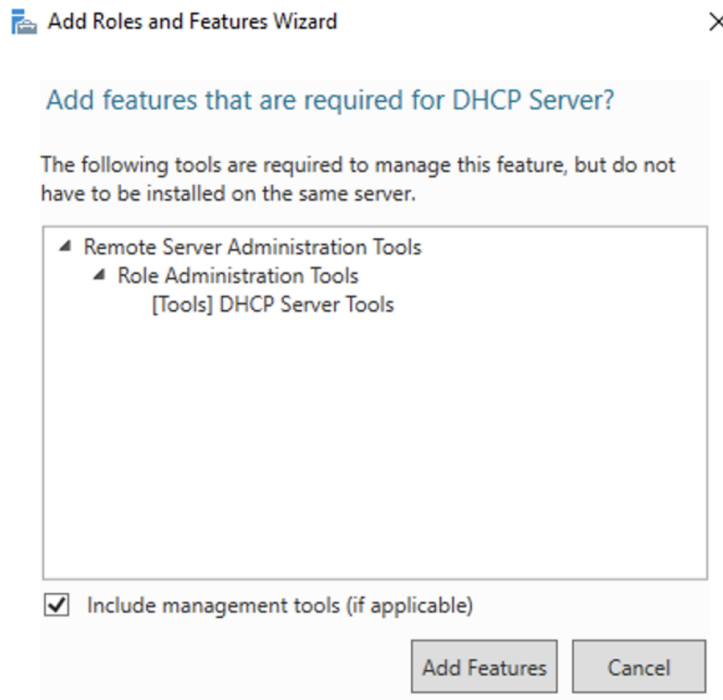 Add Roles and Features Wizard
Add features that are required for DHCP Server?
The following tools are required to manage this feature, but do not
have to be installed on the same server.
Remote Server Administration Tools
Role Administration Tools
[Tools] DHCP Server Tools
Include management tools (if applicable)
Add Features
Cancel